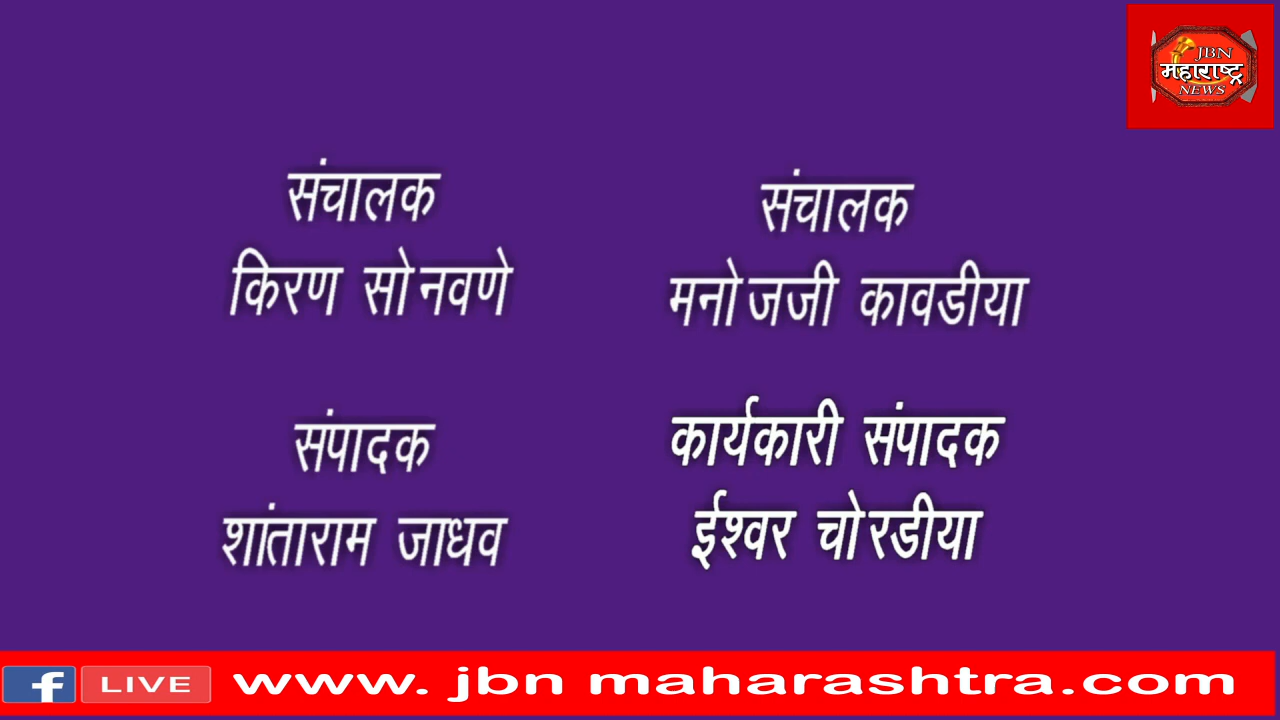 JBN
महाराष्ट्र
NEWS
संचालक
किरण सोनवणे
संचालक
मनोजजी कावडीया
संपादक
शांताराम जाधव
कार्यकारी संपादक
ईश्वर चोरडीया
f LIVE www. jbn maharashtra.com